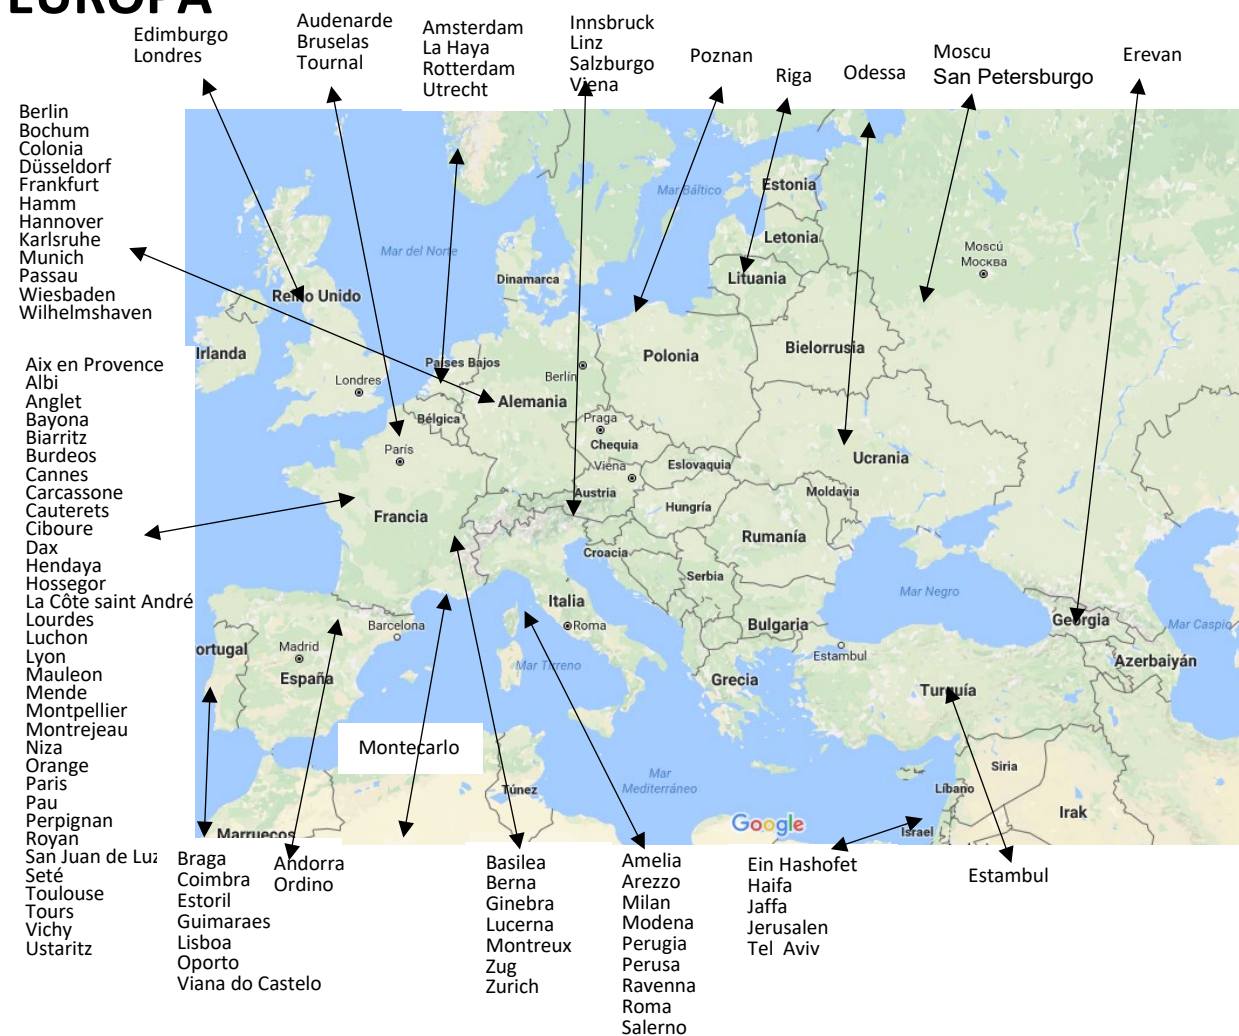 EUROPA
Edimburgo
Londres
Audenarde
Bruselas
Tournal
Amsterdam
La Haya
Rotterdam
Utrecht
Innsbruck
Linz
Salzburgo
Viena
Poznan
Riga
Odessa
Moscu
San Petersburgo
Erevan
Berlin
Bochum
Colonia
Düsseldorf
Frankfurt
Hamm
Hannover
Karlsruhe
Munich
Passau
Wiesbaden
Wilhelmshaven
Aix en Provence
Albi
Anglet
Bayona
Biarritz
Burdeos
Cannes
Carcassone
Cauterets
Ciboure
Dax
Hendaya
Hossegor
La Côte saint André
Lourdes
Luchon
Lyon
Mauleon
Mende
Montpellier
Montrejeau
Niza
Orange
Paris
Pau
Perpignan
Royan
San Juan de Luz
Seté
Toulouse
Tours
Vichy
Ustaritz
Mar Báltico
Estonia
Letonia
Lituania
Moscú
Москва
Mar del Norte
Dinamarca
Reino Unido
Irlanda
Londres
Países Bajos
Berlín
Polonia
Bielorrusia
Bélgica
Alemania
Praga
Chequia
París
Viena
Eslovaquia
Ucrania
Austria
Hungría
Moldavia
Francia
Croacia
Rumanía
Serbia
Mar Negro
Italia
Roma
Bulgaria
Georgia
Mar Caspio
Barcelona
Madrid
España
ortugal
Mar Tirreno
Grecia
Estambul
Turquía
Azerbaiyán
Montecarlo
Túnez
Mar
Mediterráneo
Siria
Líbano
Irak
Israel
Marruecos
Google
Braga
Coimbra
Estoril
Guimaraes
Lisboa
Oporto
Viana do Castelo
Andorra
Ordino
Basilea
Berna
Ginebra
Lucerna
Montreux
Zug
Zurich
Amelia
Arezzo
Milan
Modena
Perugia
Perusa
Ravenna
Roma
Salerno
Ein Hashofet
Haifa
Jaffa
Jerusalen
Tel Aviv
Estambul